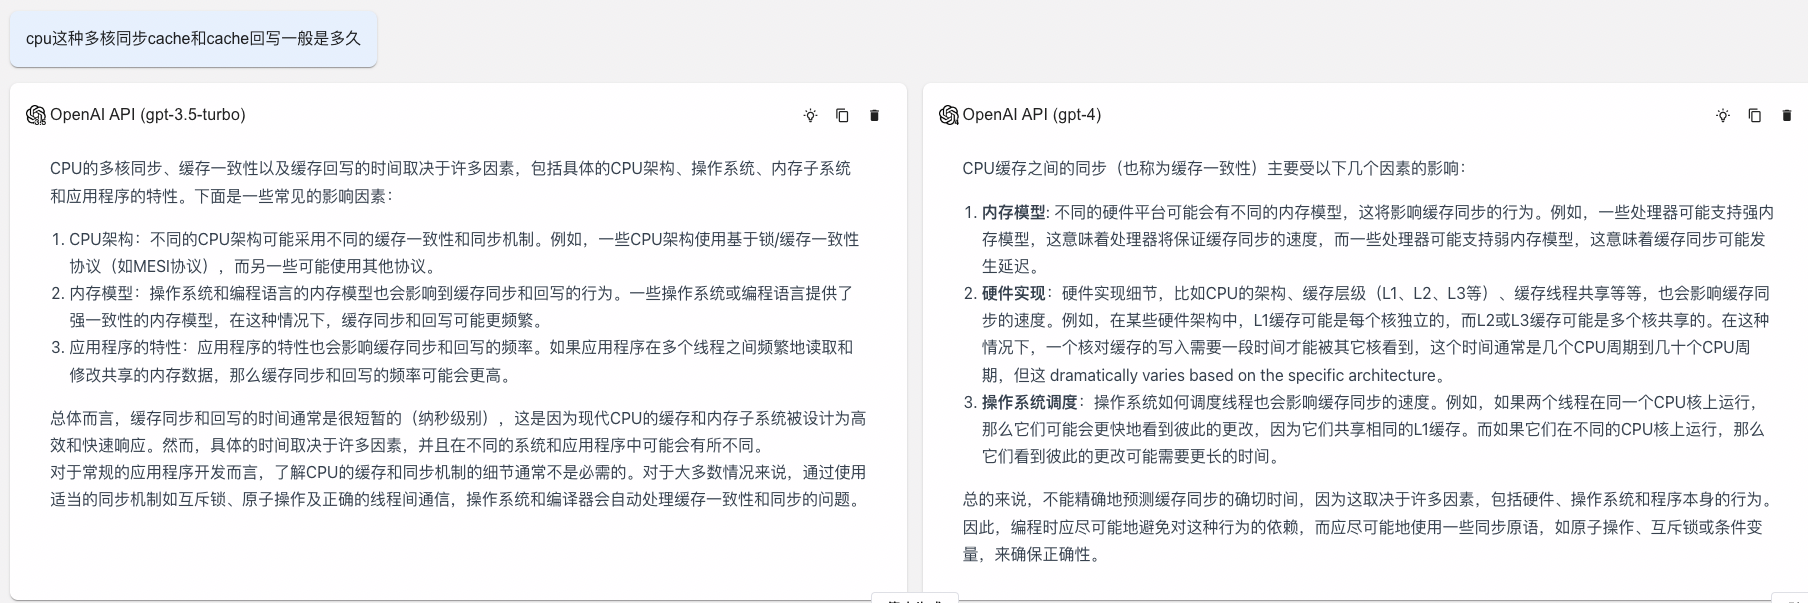 cpu这种多核同步cache和cache回写一般是多久
OpenAI API (gpt-3.5-turbo)
CPU的多核同步、缓存一致性以及缓存回写的时间取决于许多因素，包括具体的CPU架构、操作系统、内存子系统
和应用程序的特性。下面是一些常见的影响因素：
1. CPU架构：不同的CPU架构可能采用不同的缓存一致性和同步机制。例如，一些CPU架构使用基于锁/缓存一致性
协议（如MESI协议），而另一些可能使用其他协议。
2. 内存模型：操作系统和编程语言的内存模型也会影响到缓存同步和回写的行为。一些操作系统或编程语言提供了
强一致性的内存模型，在这种情况下，缓存同步和回写可能更频繁。
3. 应用程序的特性：应用程序的特性也会影响缓存同步和回写的频率。如果应用程序在多个线程之间频繁地读取和
修改共享的内存数据，那么缓存同步和回写的频率可能会更高。
总体而言，缓存同步和回写的时间通常是很短暂的（纳秒级别），这是因为现代CPU的缓存和内存子系统被设计为高
效和快速响应。然而，具体的时间取决于许多因素，并且在不同的系统和应用程序中可能会有所不同。
对于常规的应用程序开发而言，了解CPU的缓存和同步机制的细节通常不是必需的。对于大多数情况来说，通过使用
适当的同步机制如互斥锁、原子操作及正确的线程间通信，操作系统和编译器会自动处理缓存一致性和同步的问题。
OpenAI API (gpt-4)
CPU缓存之间的同步（也称为缓存一致性）主要受以下几个因素的影响：
1. 内存模型: 不同的硬件平台可能会有不同的内存模型，这将影响缓存同步的行为。例如，一些处理器可能支持强内
存模型，这意味着处理器将保证缓存同步的速度，而一些处理器可能支持弱内存模型，这意味着缓存同步可能发
生延迟。
2. 硬件实现：硬件实现细节，比如CPU的架构、缓存层级（L1、L2、L3等）、缓存线程共享等等，也会影响缓存同
步的速度。例如，在某些硬件架构中，L1缓存可能是每个核独立的，而L2或L3缓存可能是多个核共享的。在这种
情况下，一个核对缓存的写入需要一段时间才能被其它核看到，这个时间通常是几个CPU周期到几十个CPU周
期，但这 dramatically varies based on the specific architecture。
3. 操作系统调度：操作系统如何调度线程也会影响缓存同步的速度。例如，如果两个线程在同一个CPU核上运行，
那么它们可能会更快地看到彼此的更改，因为它们共享相同的L1缓存。而如果它们在不同的CPU核上运行，那么
它们看到彼此的更改可能需要更长的时间。
总的来说，不能精确地预测缓存同步的确切时间，因为这取决于许多因素，包括硬件、操作系统和程序本身的行为。
因此，编程时应尽可能地避免对这种行为的依赖，而应尽可能地使用一些同步原语，如原子操作、互斥锁或条件变
量，来确保正确性。